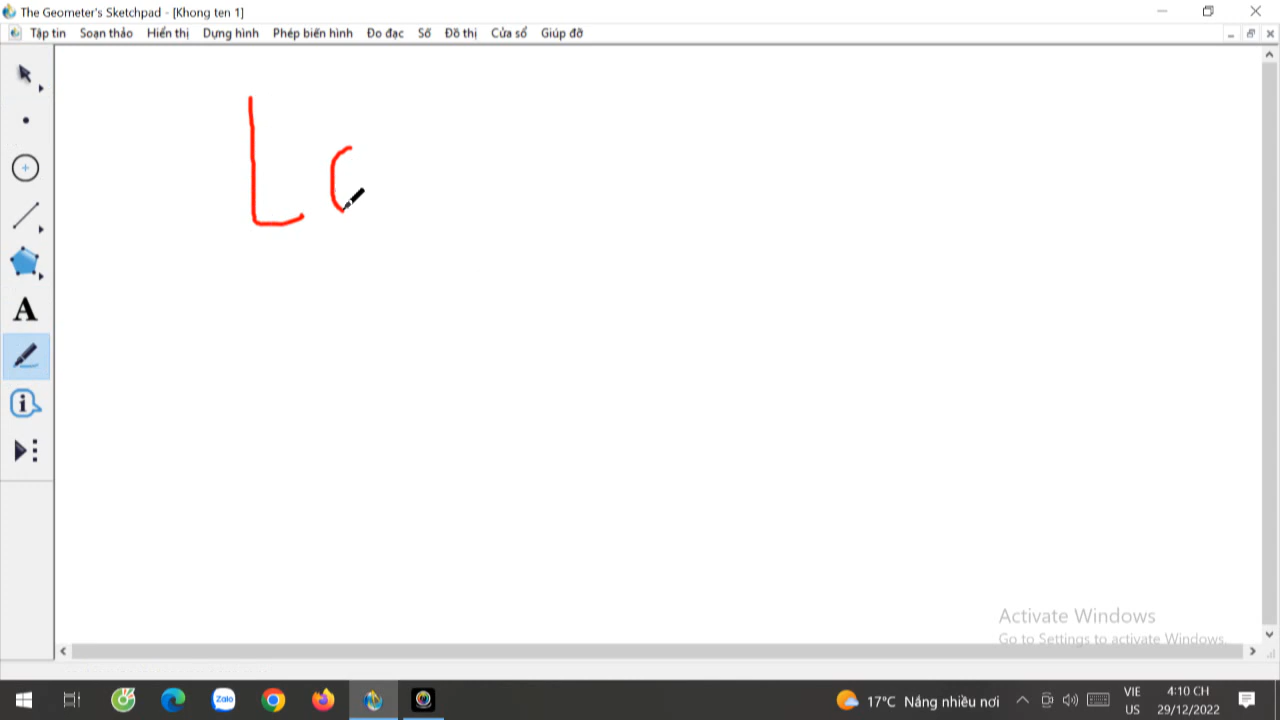 The Geometer's Sketchpad - [Khong ten 1]
Tập tin Soạn thảo Hiển thị Dựng hình Phép biến hình Đo đạc Số Đồ thị Cửa sổ Giúp đỡ
L
A
Activate Windows
Go to Settings to activate Windows.
Zalo 17°C Nắng nhiều nơi VIE US 4:10 CH 29/12/2022